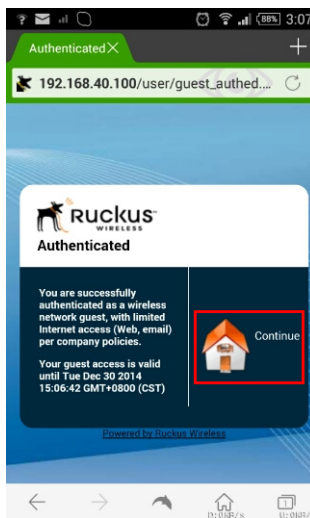 ? 88% 3:07
Authenticated
192.168.40.100/user/guest_authed....
Ruckus
WIRELESS
Authenticated
You are successfully
authenticated as a wireless
network guest, with limited
Internet access (Web, email)
per company policies.
Your guest access is valid
until Tue Dec 30 2014
15:06:42 GMT+0800 (CST)
Continue
Powered by Ruckus Wireless
1